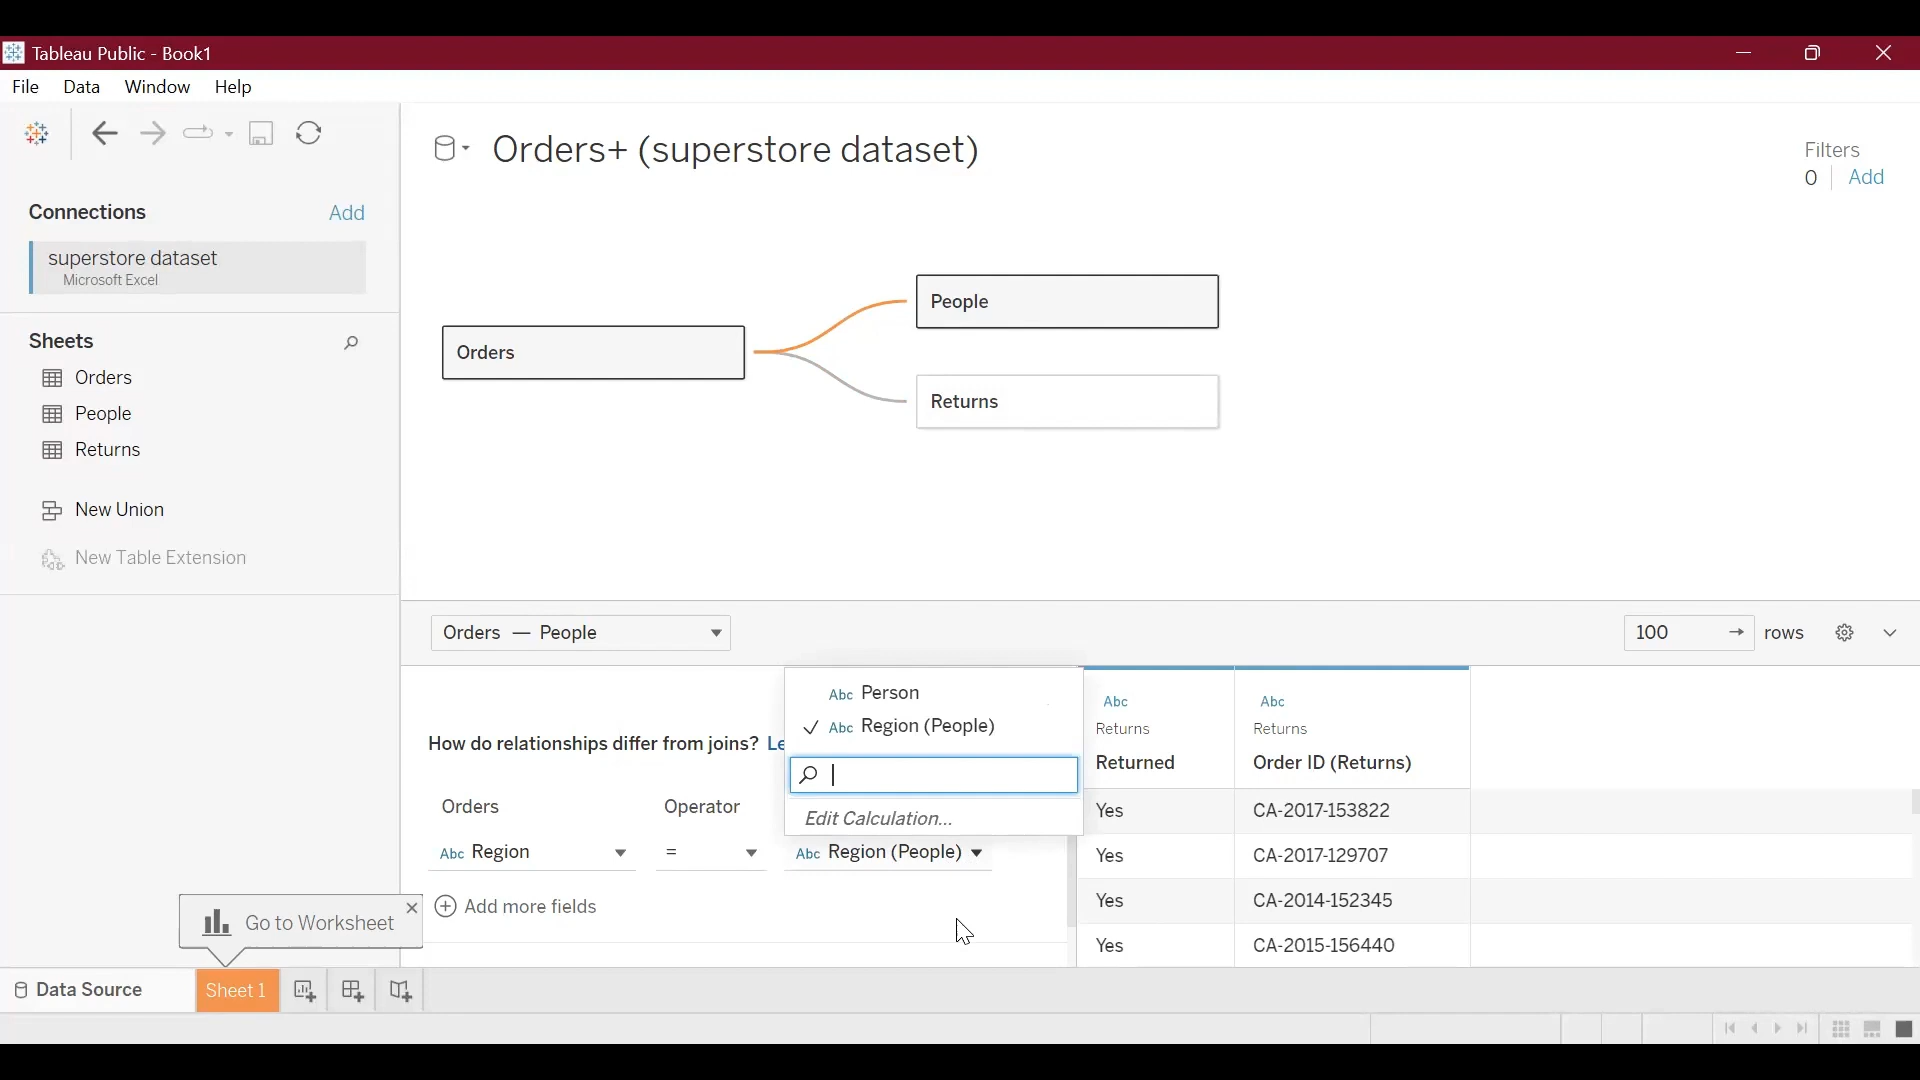 Tableau Public - Book1
File Data Window Help
Orders+ (superstore dataset)
Filters
0 Add
Connections Add
superstore dataset
Microsoft Excel
Sheets
Orders
People
Returns
New Union
New Table Extension
People
Orders
Returns
Orders — People
100 → rows
Abc Person
Abc Region (People)
How do relationships differ from joins? Le
Edit Calculation...
Orders Operator
Abc Region = Abc Region (People)
Add more fields
Abc Abc
Returns Returns
Returned Order ID (Returns)
Yes CA-2017-153822
Yes CA-2017-129707
Yes CA-2014-152345
Yes CA-2015-156440
Go to Worksheet
Data Source Sheet 1